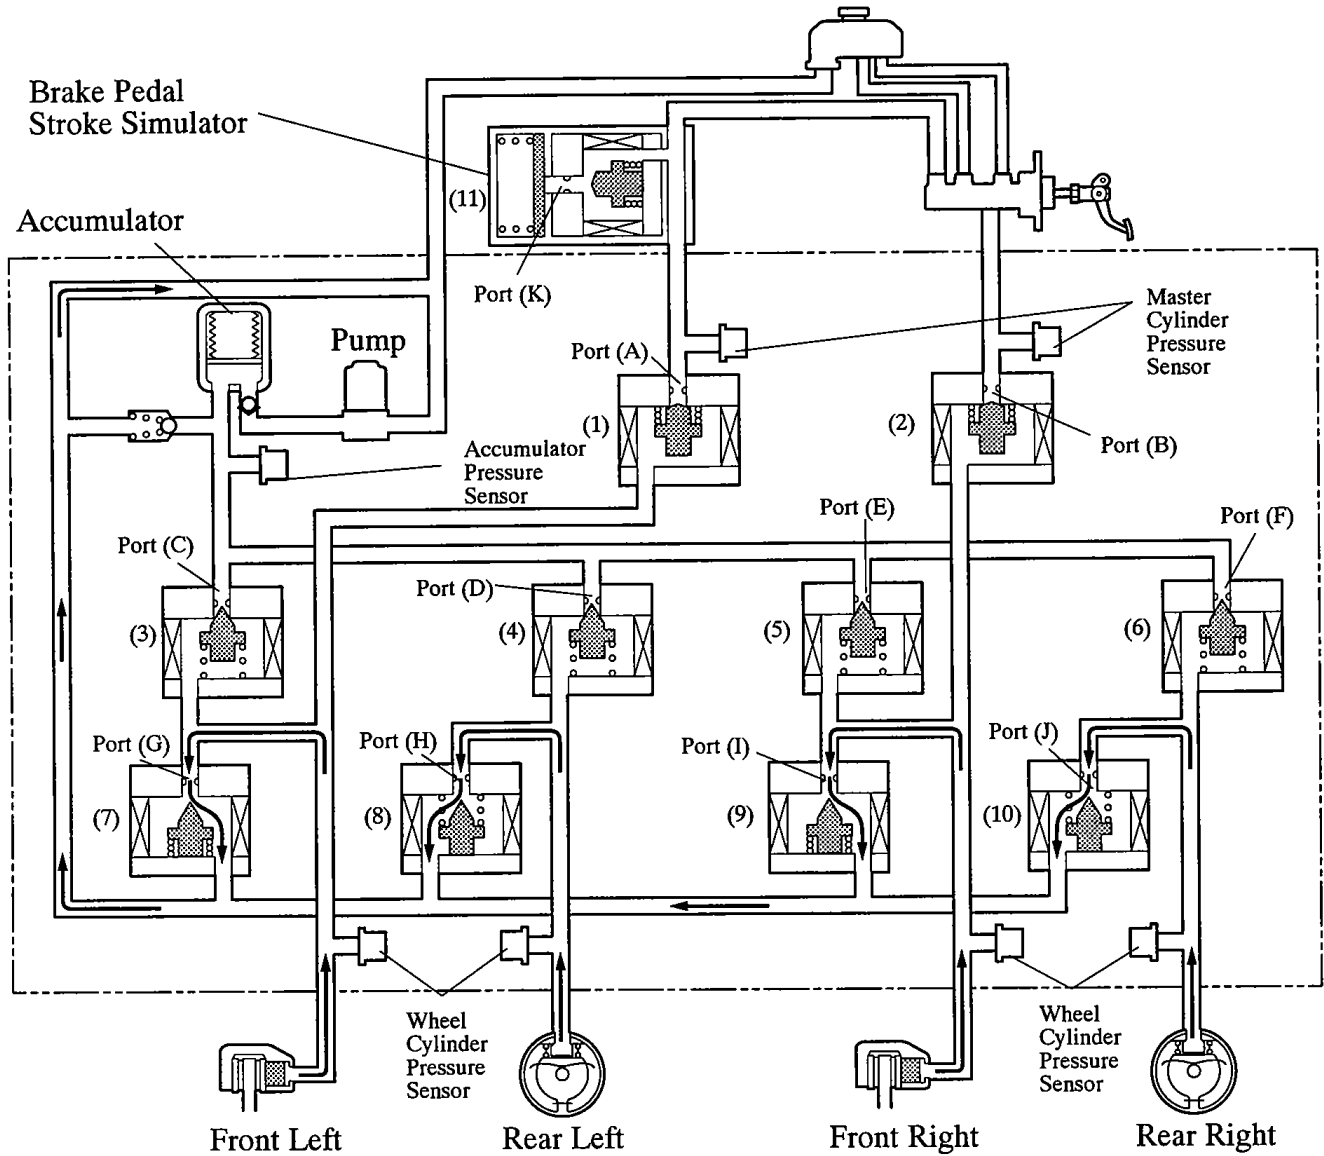 Brake Pedal
Stroke Simulator
(11)
Accumulator
Port (K)
Pump
Master
Cylinder
Pressure
Sensor
Port (A)
(1)
(2)
Port (B)
Accumulator
Pressure
Sensor
Port (E)
Port (F)
Port (C)
Port (D)
(3)
(4)
(5)
(6)
Port (G)
Port (H)
Port (I)
Port (J)
(7)
(8)
(9)
(10)
Wheel
Cylinder
Pressure
Sensor
Wheel
Cylinder
Pressure
Sensor
Front Left
Rear Left
Front Right
Rear Right